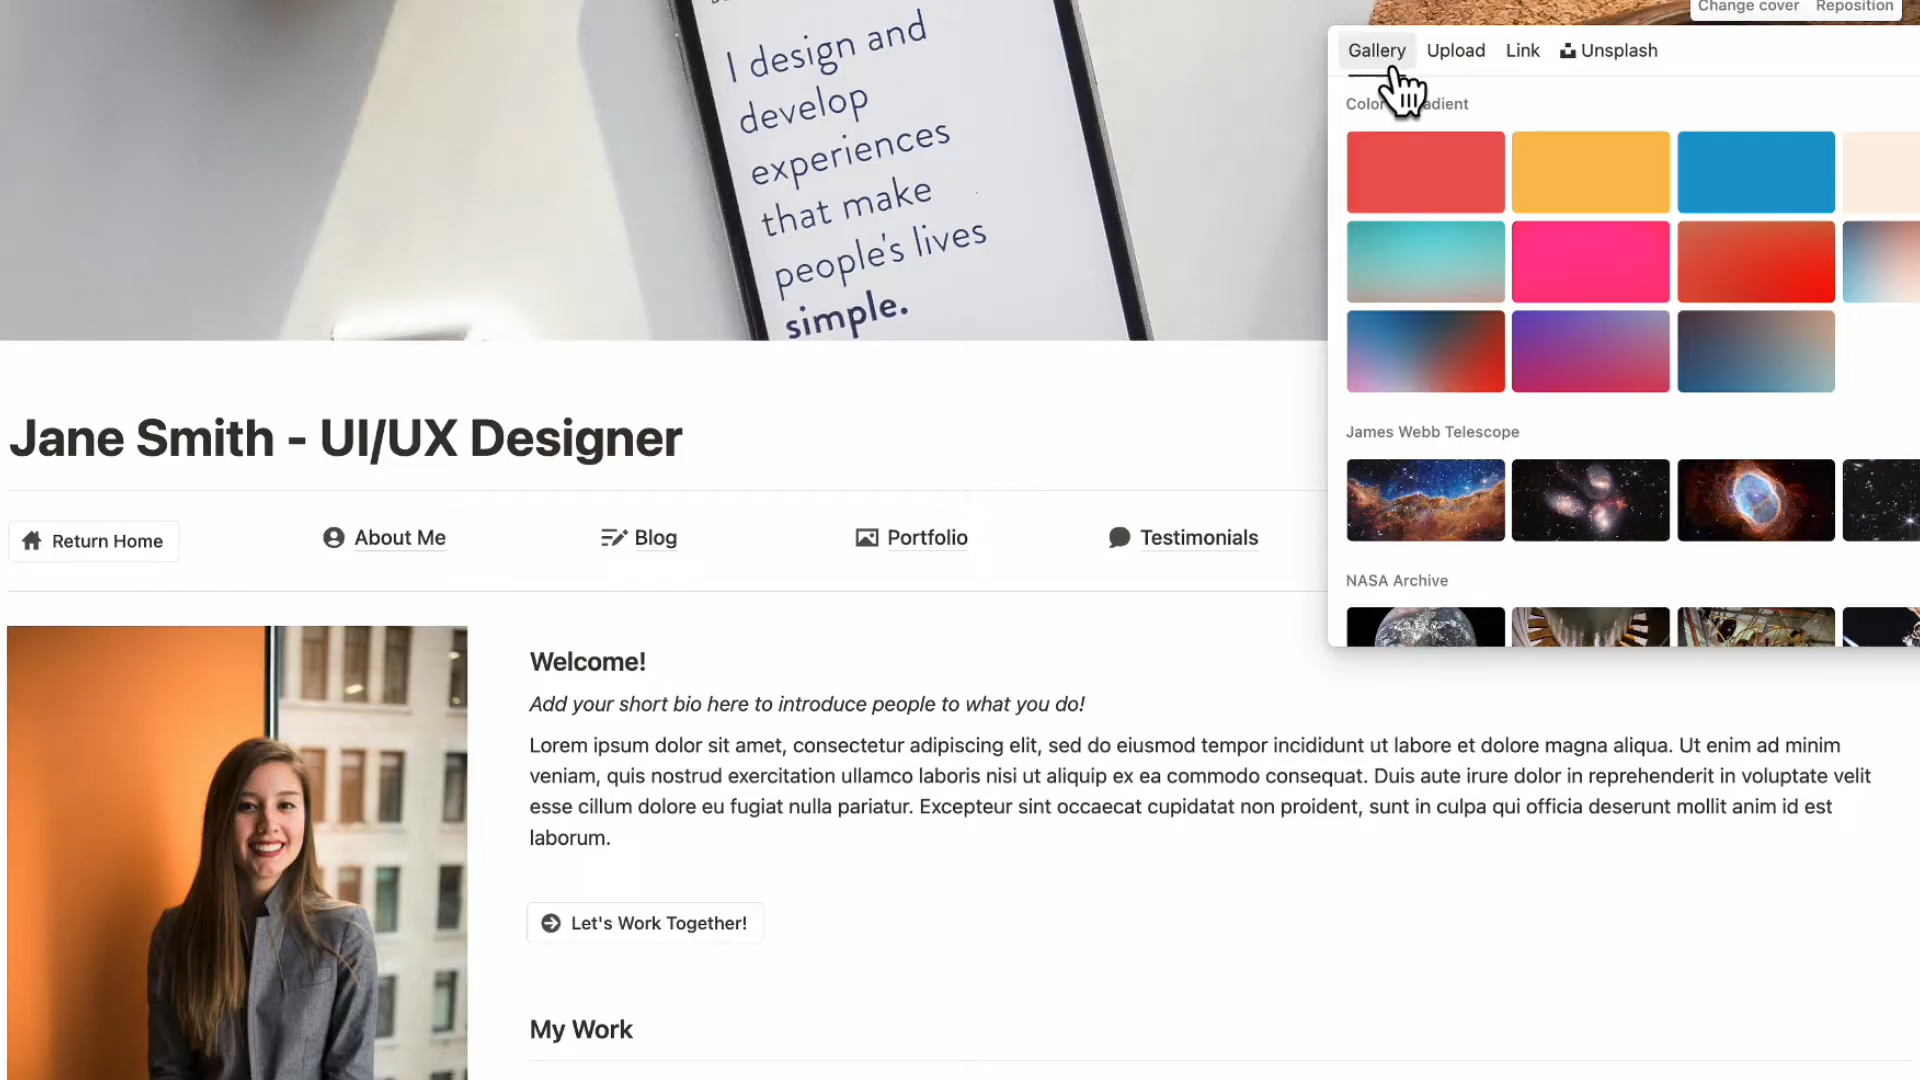 I design and
develop
experiences
that make
people's lives
simple.
Change cover Reposition
Gallery Upload Link Unsplash
James Webb Telescope
NASA Archive
Jane Smith - UI/UX Designer
Return Home About Me Blog Portfolio Testimonials
Welcome!
Add your short bio here to introduce people to what you do!
Lorem ipsum dolor sit amet, consectetur adipiscing elit, sed do eiusmod tempor incididunt ut labore et dolore magna aliqua. Ut enim ad minim
veniam, quis nostrud exercitation ullamco laboris nisi ut aliquip ex ea commodo consequat. Duis aute irure dolor in reprehenderit in voluptate velit
esse cillum dolore eu fugiat nulla pariatur. Excepteur sint occaecat cupidatat non proident, sunt in culpa qui officia deserunt mollit anim id est
laborum.
Let's Work Together!
My Work